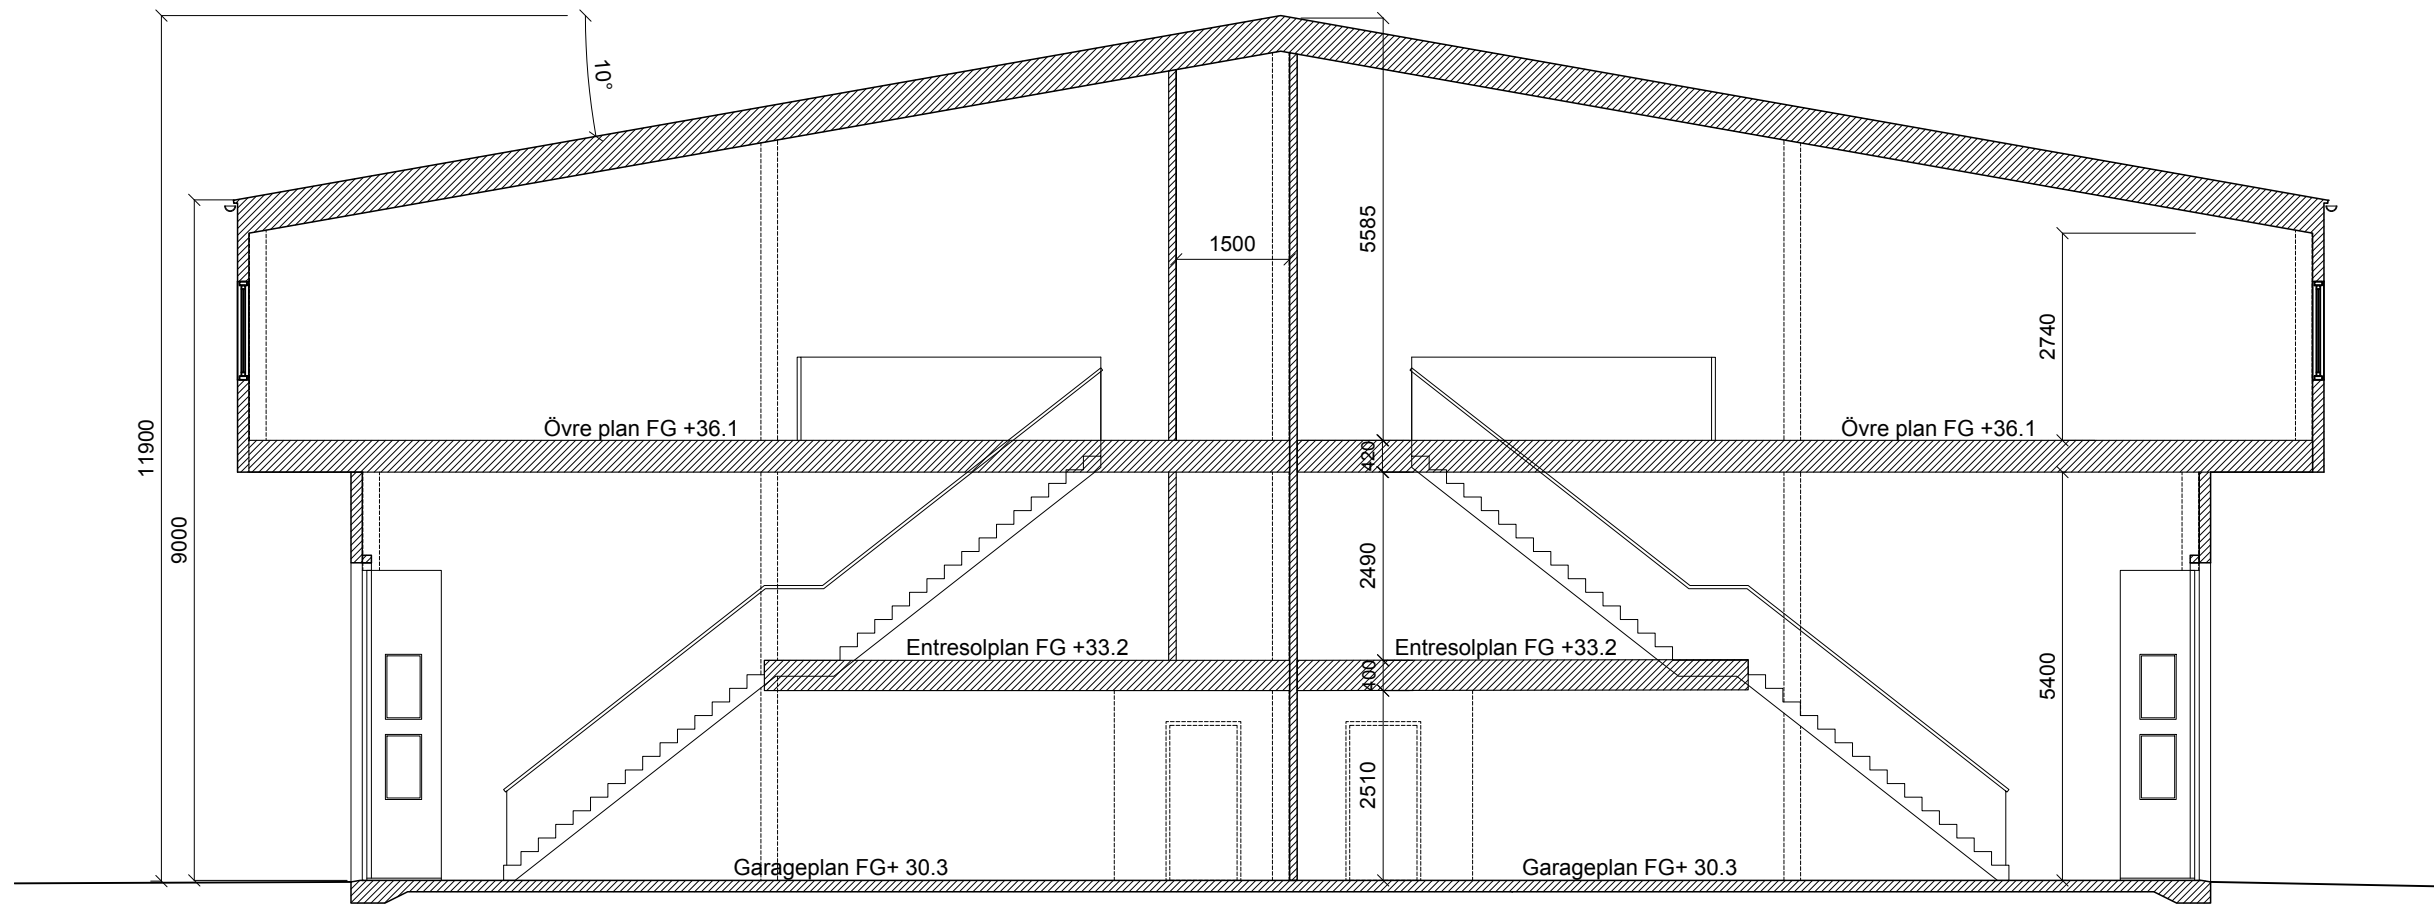 10°
5585
1500
2740
11900
Övre plan FG +36.1
Övre plan FG +36.1
420
9000
2490
Entresolplan FG +33.2
Entresolplan FG +33.2
400
5400
2510
Garageplan FG+ 30.3
Garageplan FG+ 30.3